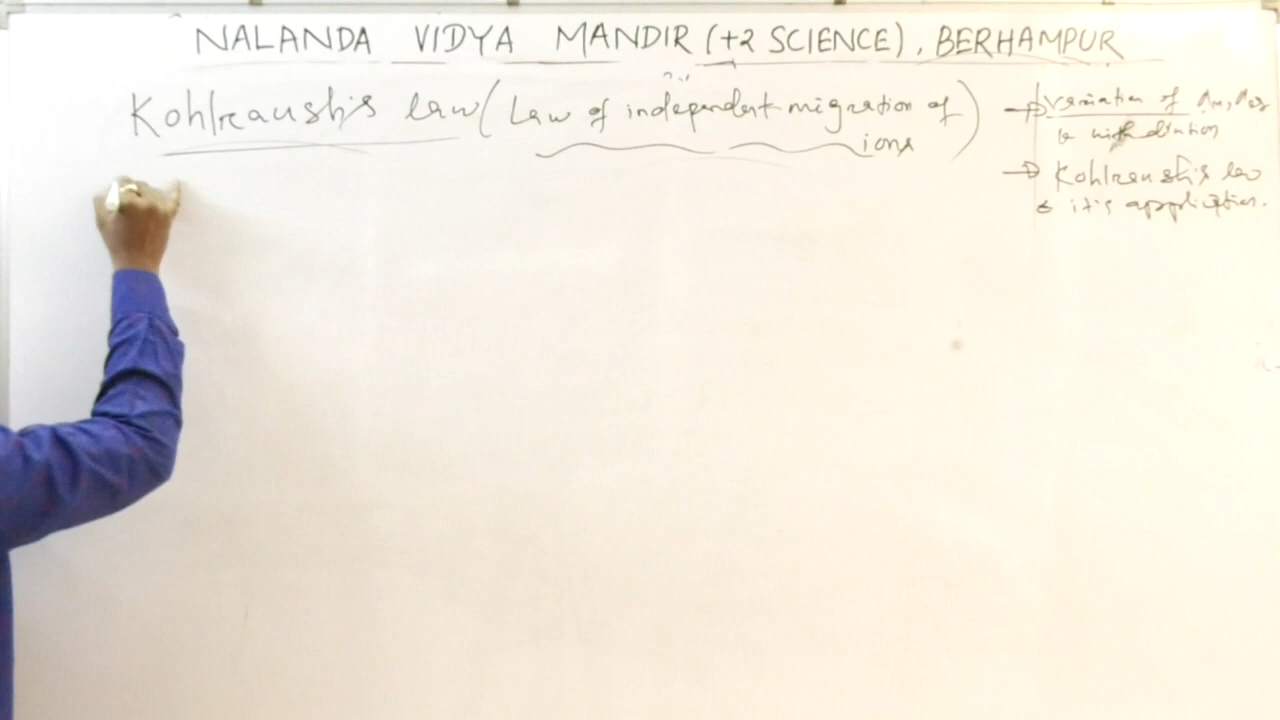 NALANDA VIDYA MANDIR (+2 SCIENCE), BERHAMPUR
Kohlraush's law (Law of independent migration of
ions)
→ variation of Λm, Λeq
with dilution
→ Kohlraush's law
& it's application.